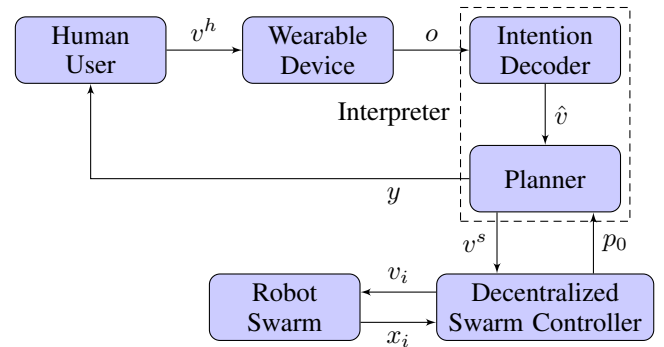 Human
User
v^h
Wearable
Device
o
Intention
Decoder
Interpreter
v̂
y
Planner
v^s
p_0
Robot
Swarm
v_i
x_i
Decentralized
Swarm Controller